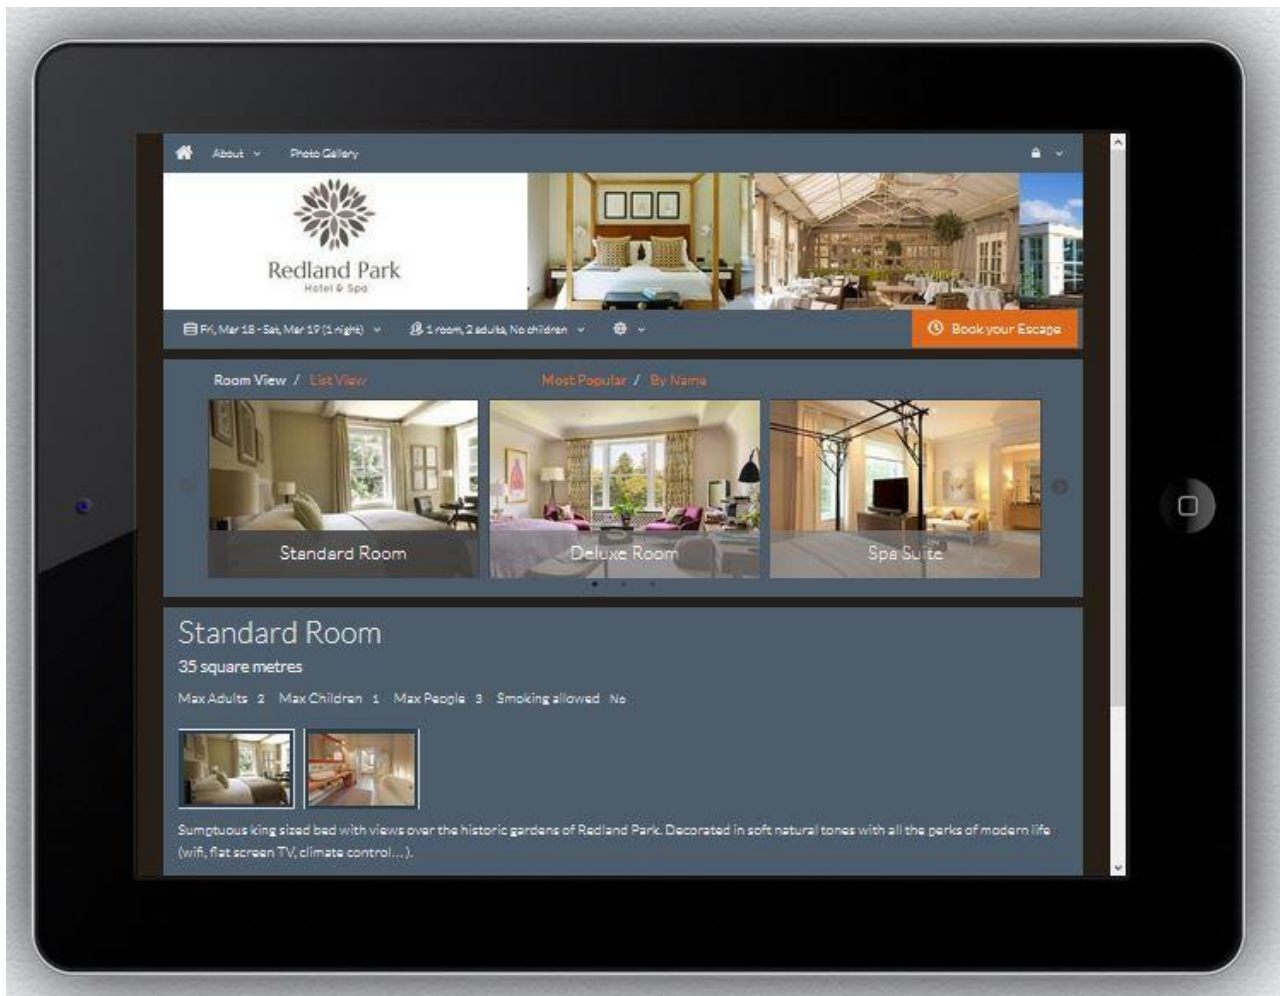 About
Photo Gallery
Redland Park
Hotel & Spa
Fri, Mar 18 - Sat, Mar 19 (1 night)
1 room, 2 adults, No children
Book your Escape
Room View / List View
Most Popular / By Name
Standard Room
Deluxe Room
Spa Suite
Standard Room
35 square metres
Max Adults 2 Max Children 1 Max People 3 Smoking allowed No
Sumptuous king sized bed with views over the historic gardens of Redland Park. Decorated in soft natural tones with all the perks of modern life
(wifi, flat screen TV, climate control...).